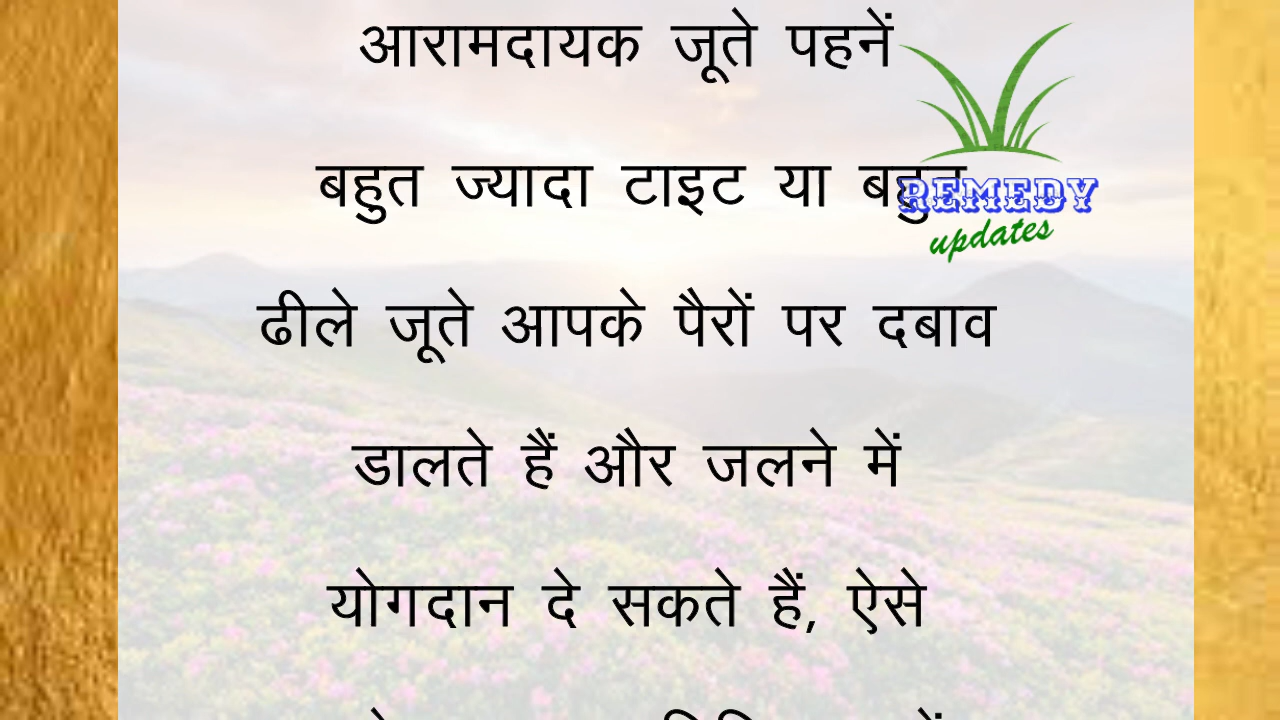 आरामदायक जूते पहनें
बहुत ज्यादा टाइट या बहुत
REMEDY
updates
ढीले जूते आपके पैरों पर दबाव
डालते हैं और जलने में
योगदान दे सकते हैं, ऐसे